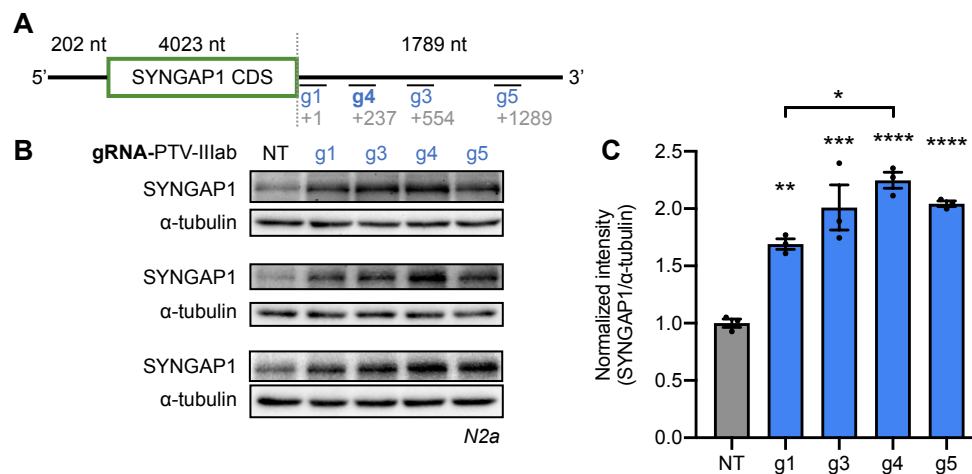 A
202 nt 4023 nt 1789 nt
5’ SYNGAP1 CDS 3’
g1 g4 g3 g5
+1 +237 +554 +1289
B
gRNA-PTV-IIIab NT g1 g3 g4 g5
SYNGAP1
α-tubulin
SYNGAP1
α-tubulin
SYNGAP1
α-tubulin
N2a
C
*
** *** **** ****
Normalized intensity
(SYNGAP1/α-tubulin)
2.5
2.0
1.5
1.0
0.5
0.0
NT g1 g3 g4 g5